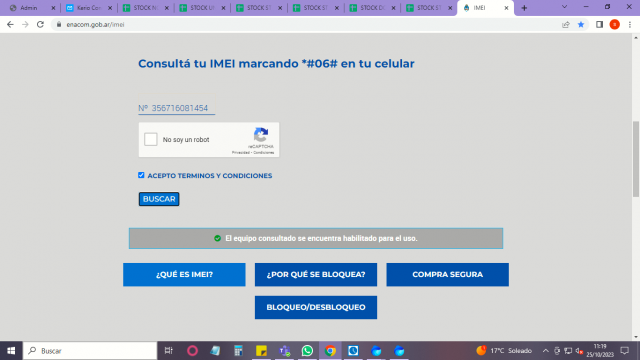 Admin
Keno Con
STOCK N
STOCK U
STOCK S
STOCK S
STOCK D
STOCK S
IMEI
enacom.gob.ar/imei
Consultá tu IMEI marcando *#06# en tu celular
Nº 356716081454
No soy un robot
reCAPTCHA
Privacidad - Condiciones
ACEPTO TERMINOS Y CONDICIONES
BUSCAR
El equipo consultado se encuentra habilitado para el uso.
¿QUÉ ES IMEI?
¿POR QUÉ SE BLOQUEA?
COMPRA SEGURA
BLOQUEO/DESBLOQUEO
Buscar
17°C Soleado
11:19
25/10/2023